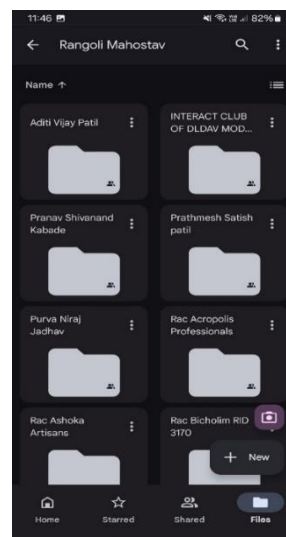 11:46
82%
Rangoli Mahostav
Name ↑
Aditi Vijay Patil
INTERACT CLUB
OF DLDAV MOD...
Pranav Shivanand
Kabade
Prathmesh Satish
patil
Purva Niraj
Jadhav
Rac Acropolis
Professionals
Rac Ashoka
Artisans
Rac Bicholim RID
3170
+ New
Home
Starred
Shared
Files